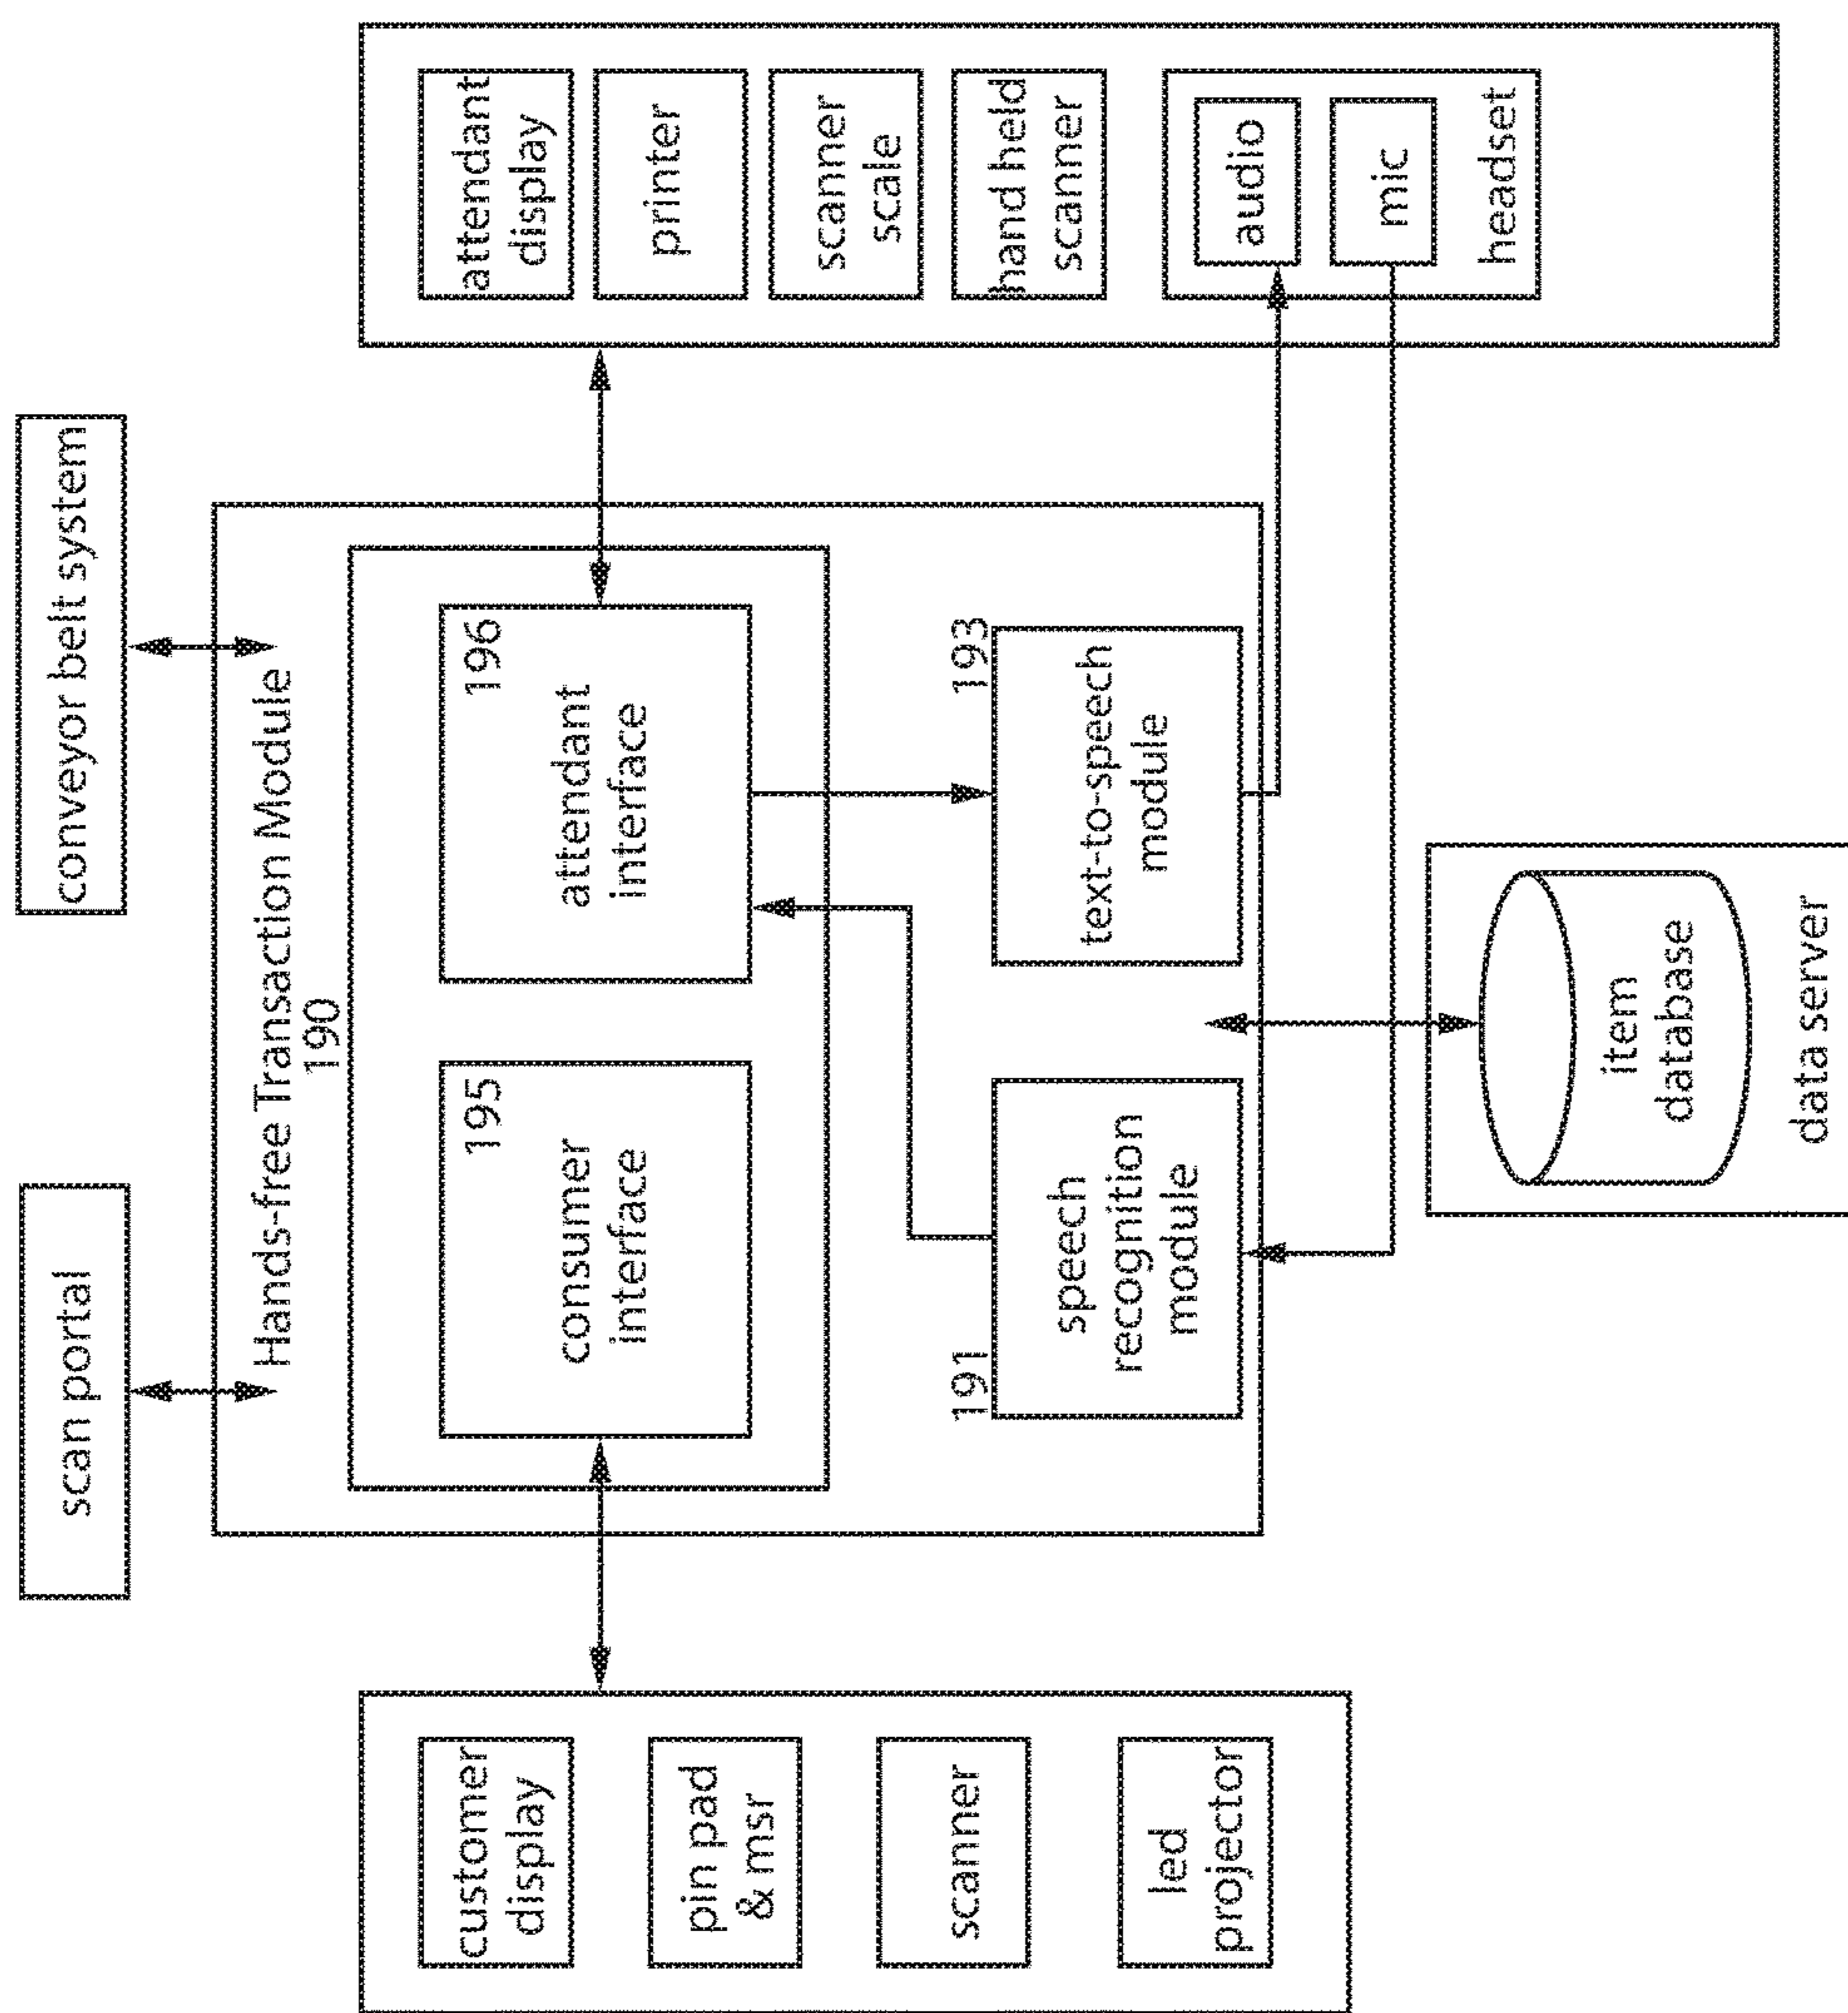 scan portal
conveyor belt system
Hands-free Transaction Module
190
customer
display
pin pad
& msr
scanner
led
projector
195
consumer
interface
196
attendant
interface
191
speech
recognition
module
193
text-to-speech
module
attendant
display
printer
scanner
scale
hand held
scanner
audio
mic
headset
item
database
data server